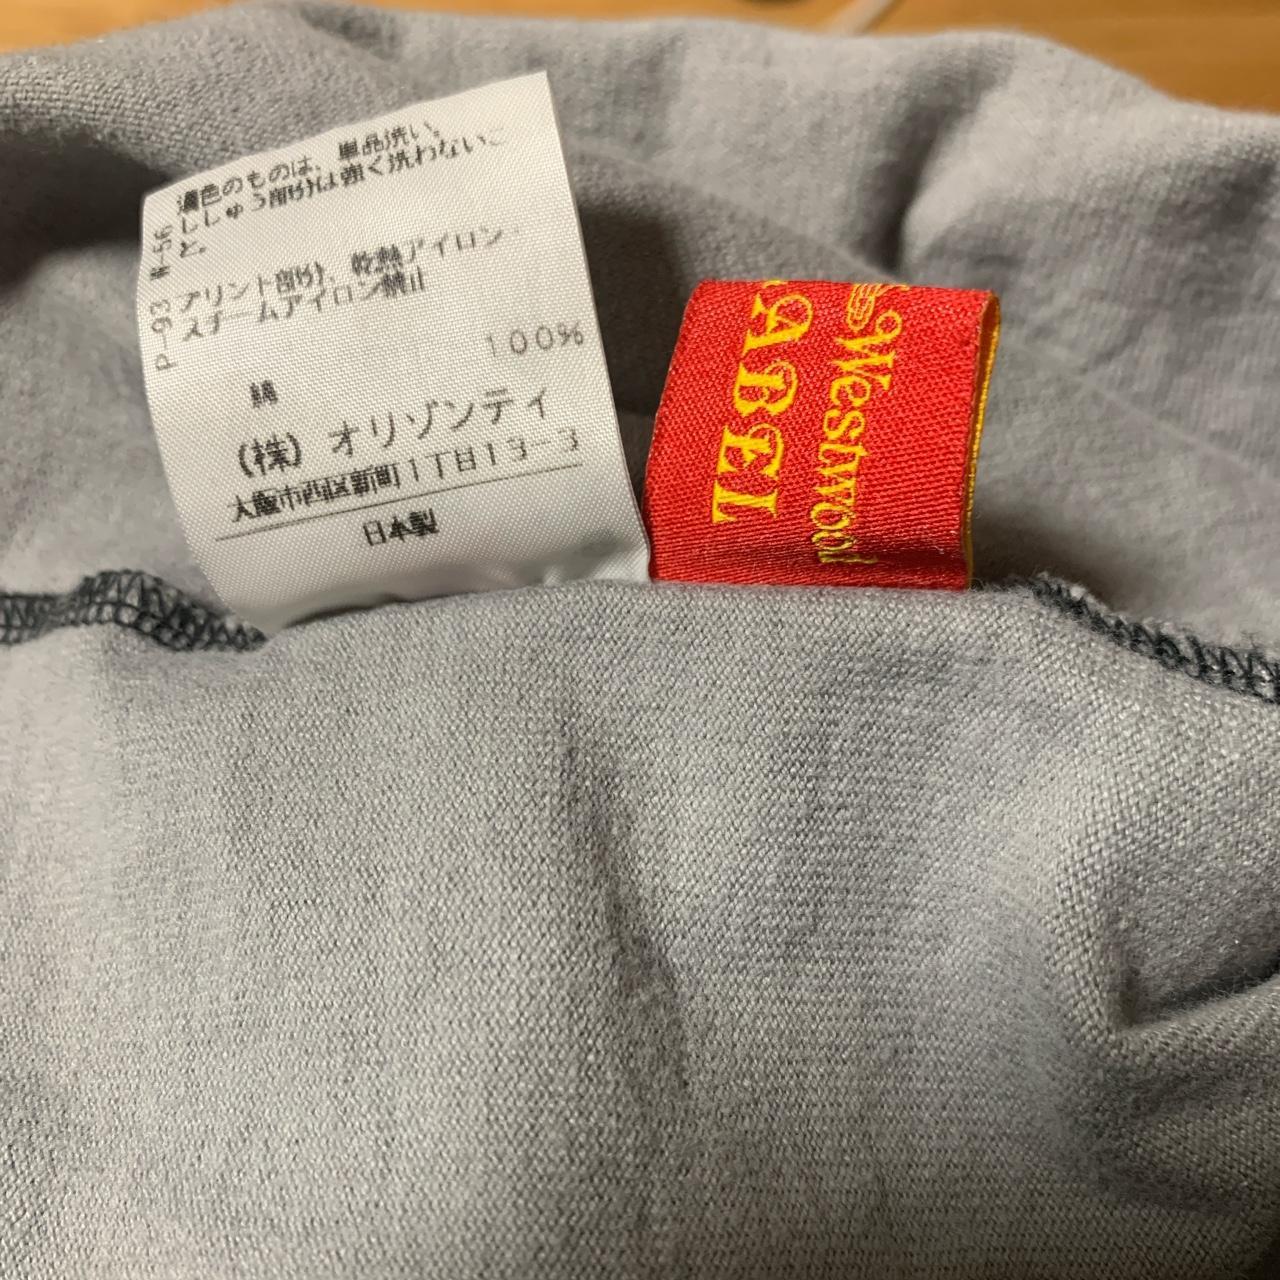 濃色のものは、単品洗い。
ししゅう部分は強く洗わないこ
と。
W-56
プリント部分、乾熱アイロン・
スチームアイロン禁止
P-93
100%
綿
(株) オリゾンティ
大阪市西区新町1丁目13-3
日本製
Westwood
LABEL